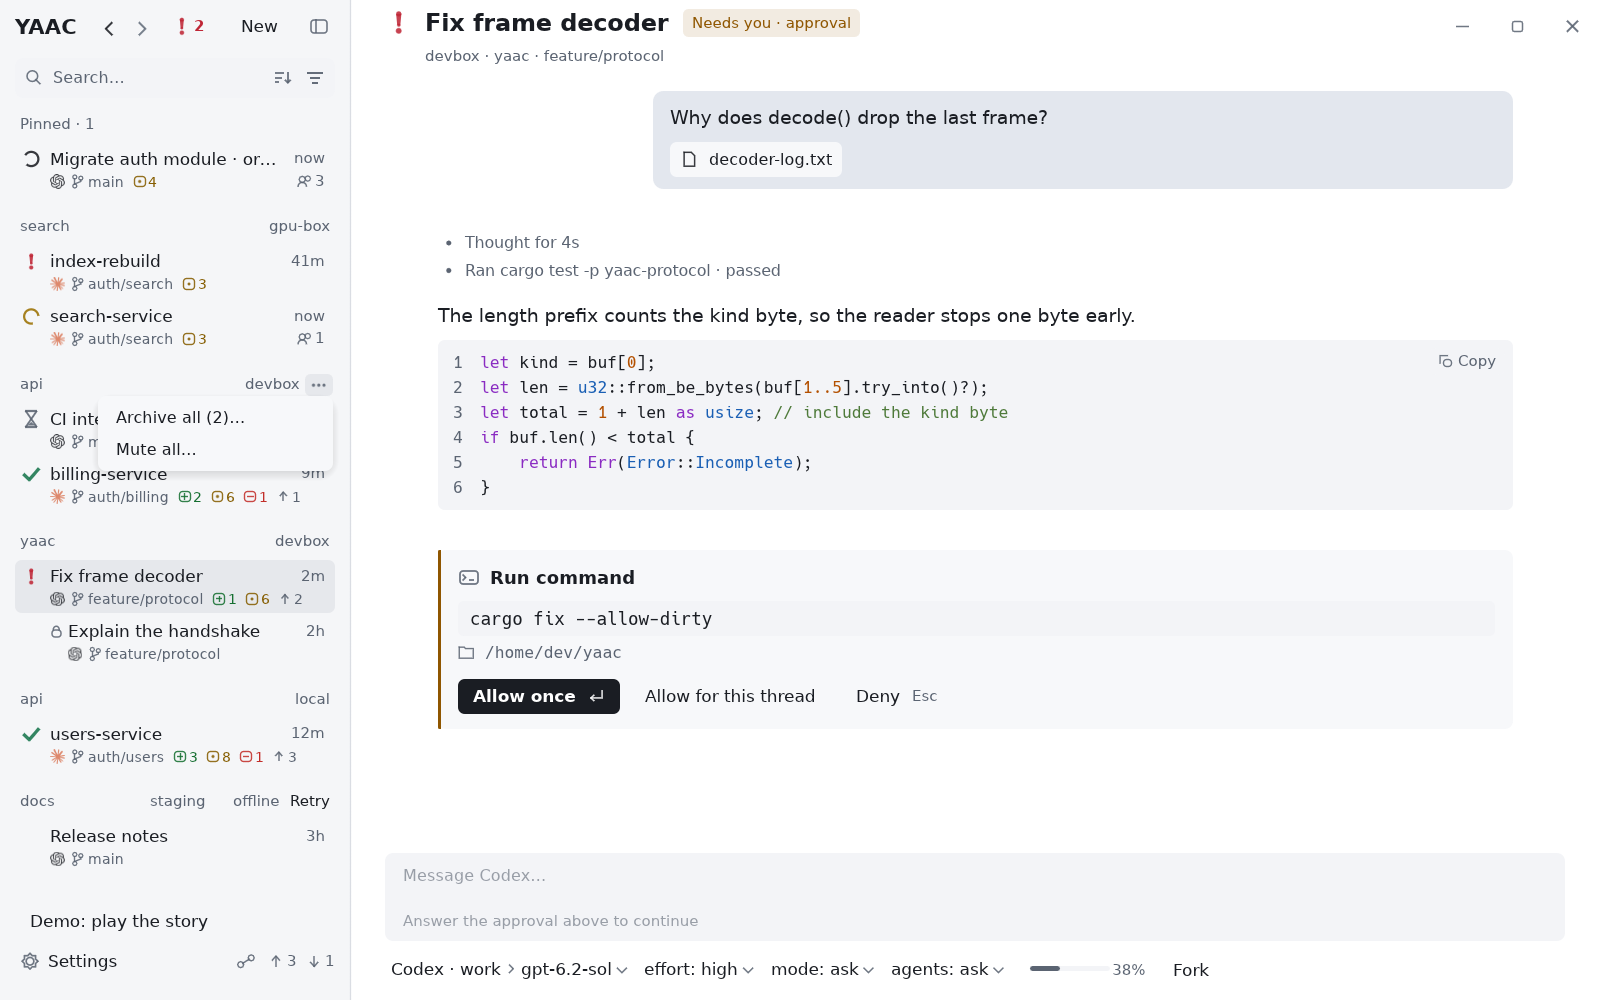 YAAC
2
New
Search...
Pinned · 1
Migrate auth module · or...
now
main
4
3
search
gpu-box
index-rebuild
41m
auth/search
3
search-service
now
auth/search
3
1
api
devbox
Archive all (2)...
Mute all...
CI inte
m
billing-service
9m
auth/billing
2
6
1
1
yaac
devbox
Fix frame decoder
2m
feature/protocol
1
6
2
Explain the handshake
2h
feature/protocol
api
local
users-service
12m
auth/users
3
8
1
3
docs
staging
offline
Retry
Release notes
3h
main
Demo: play the story
Settings
3
1
Fix frame decoder
Needs you · approval
devbox · yaac · feature/protocol
Why does decode() drop the last frame?
decoder-log.txt
• Thought for 4s
• Ran cargo test -p yaac-protocol · passed
The length prefix counts the kind byte, so the reader stops one byte early.
Copy
1 let kind = buf[0];
2 let len = u32::from_be_bytes(buf[1..5].try_into()?);
3 let total = 1 + len as usize; // include the kind byte
4 if buf.len() < total {
5     return Err(Error::Incomplete);
6 }
Run command
cargo fix --allow-dirty
/home/dev/yaac
Allow once
Allow for this thread
Deny
Esc
Message Codex...
Answer the approval above to continue
Codex · work
gpt-6.2-sol
effort: high
mode: ask
agents: ask
38%
Fork